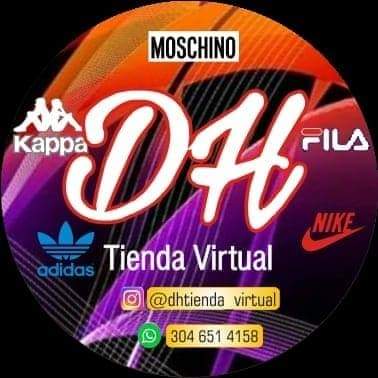 MOSCHINO
Kappa
DH
FILA
adidas
NIKE
Tienda Virtual
@dhtienda_virtual
304 651 4158